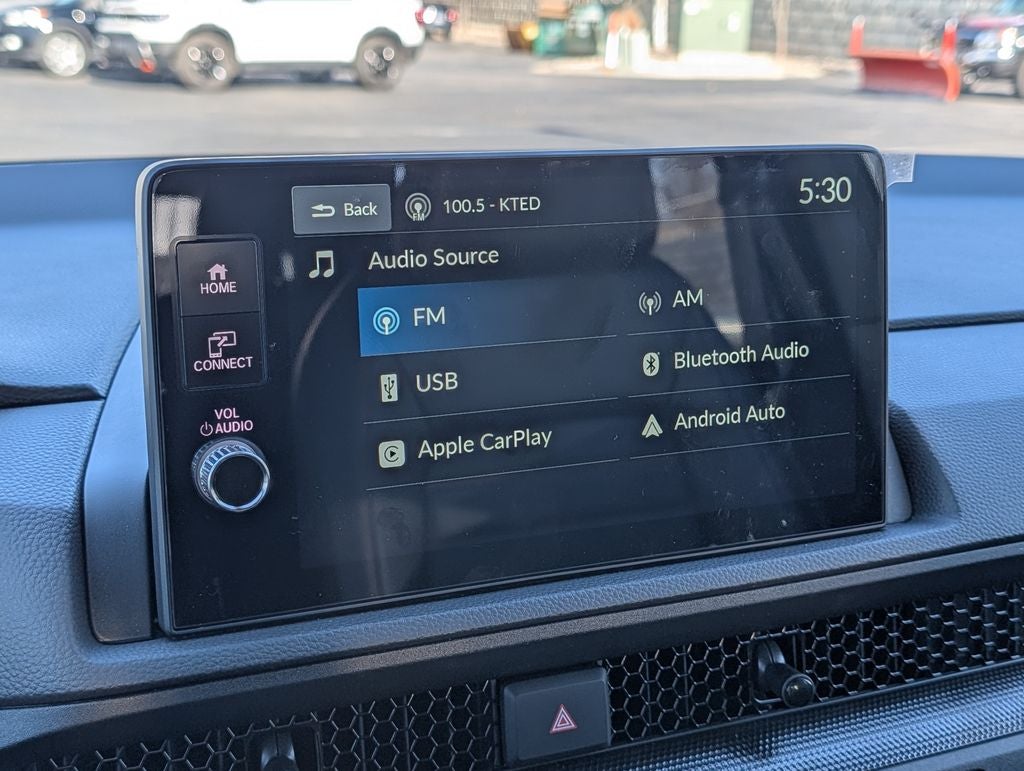 Back
FM
100.5 - KTED
5:30
HOME
CONNECT
VOL
AUDIO
Audio Source
FM
AM
USB
Bluetooth Audio
Apple CarPlay
Android Auto